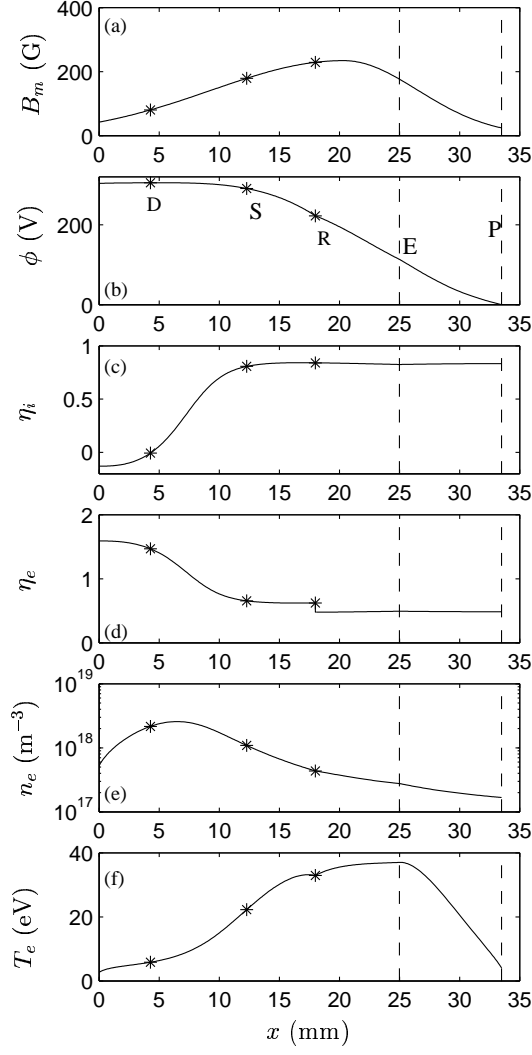 400
200
0
B_m (G)
(a)
0 5 10 15 20 25 30 35
200
0
ϕ (V)
D
S
R
E
P
(b)
0 5 10 15 20 25 30 35
1
0.5
0
η_i
(c)
0 5 10 15 20 25 30 35
2
1
0
η_e
(d)
0 5 10 15 20 25 30 35
10^19
10^18
10^17
n_e (m^−3)
(e)
0 5 10 15 20 25 30 35
40
20
0
T_e (eV)
(f)
0 5 10 15 20 25 30 35
x (mm)